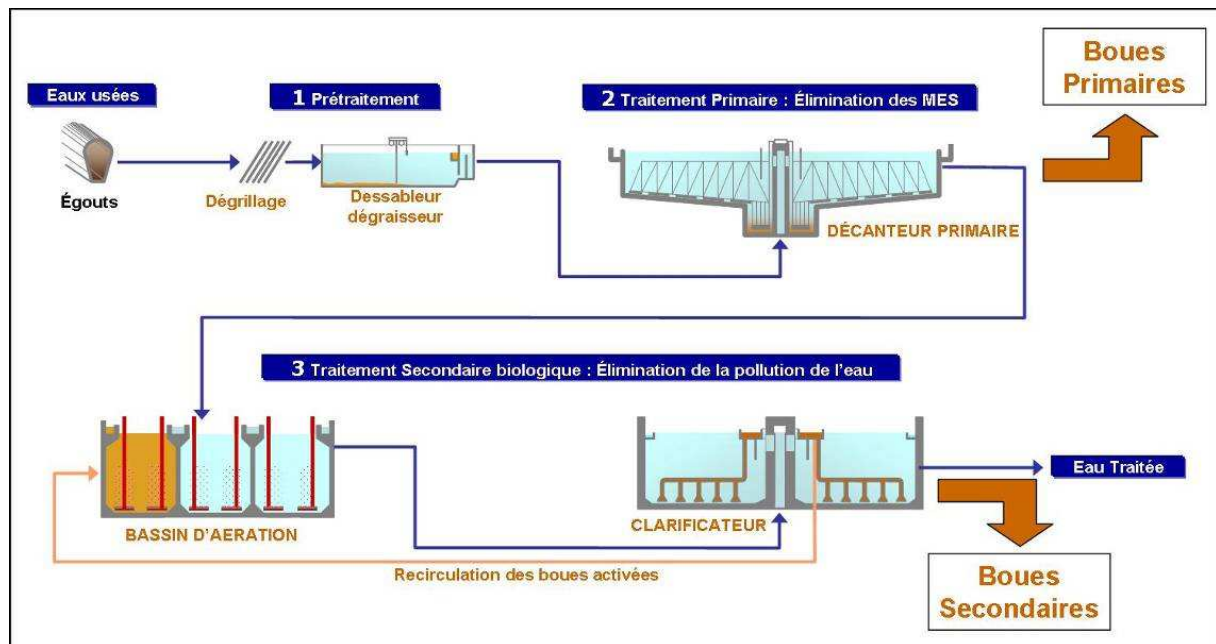 Eaux usées
1 Prétraitement
2 Traitement Primaire : Élimination des MES
Boues
Primaires
Égouts
Dégrillage
Dessableur
dégraisseur
DÉCANTEUR PRIMAIRE
3 Traitement Secondaire biologique : Élimination de la pollution de l'eau
BASSIN D'AERATION
CLARIFICATEUR
Eau Traitée
Recirculation des boues activées
Boues
Secondaires